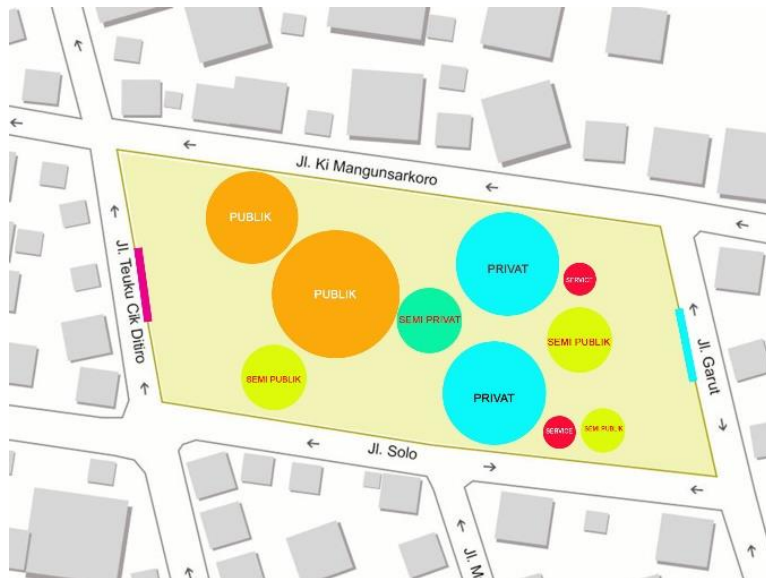 Jl. Ki Mangunsarkoro
PUBLIK
PRIVAT
SERVICE
PUBLIK
SEMI PRIVAT
SEMI PUBLIK
Jl. Teuku Cik Ditiro
Jl. Garut
SEMI PUBLIK
PRIVAT
SERVICE
SEMI PUBLIK
Jl. Solo
Jl. M